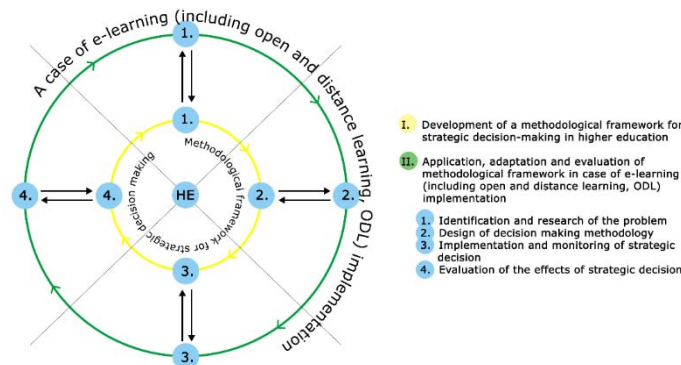 A case of e-learning (including open and distance learning, ODL) implementation
1.
1.
Methodological framework for strategic decision making
4.
4.
HE
2.
2.
3.
3.
I. Development of a methodological framework for
strategic decision-making in higher education
II. Application, adaptation and evaluation of
methodological framework in case of e-learning
(including open and distance learning, ODL)
implementation
1. Identification and research of the problem
2. Design of decision making methodology
3. Implementation and monitoring of strategic
decision
4. Evaluation of the effects of strategic decision